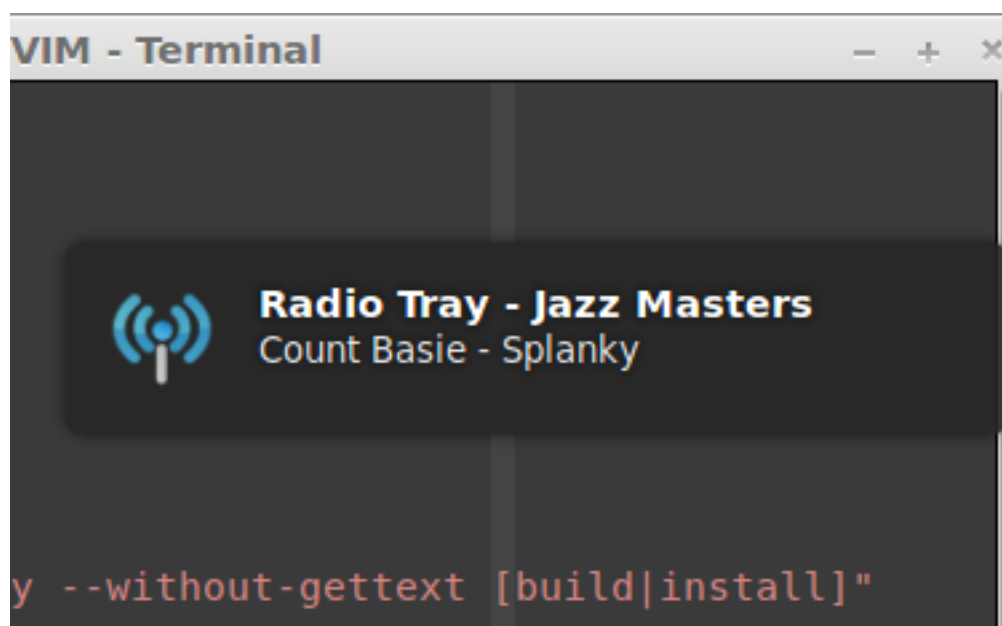 VIM - Terminal
Radio Tray - Jazz Masters
Count Basie - Splanky
y --without-gettext [build|install]"